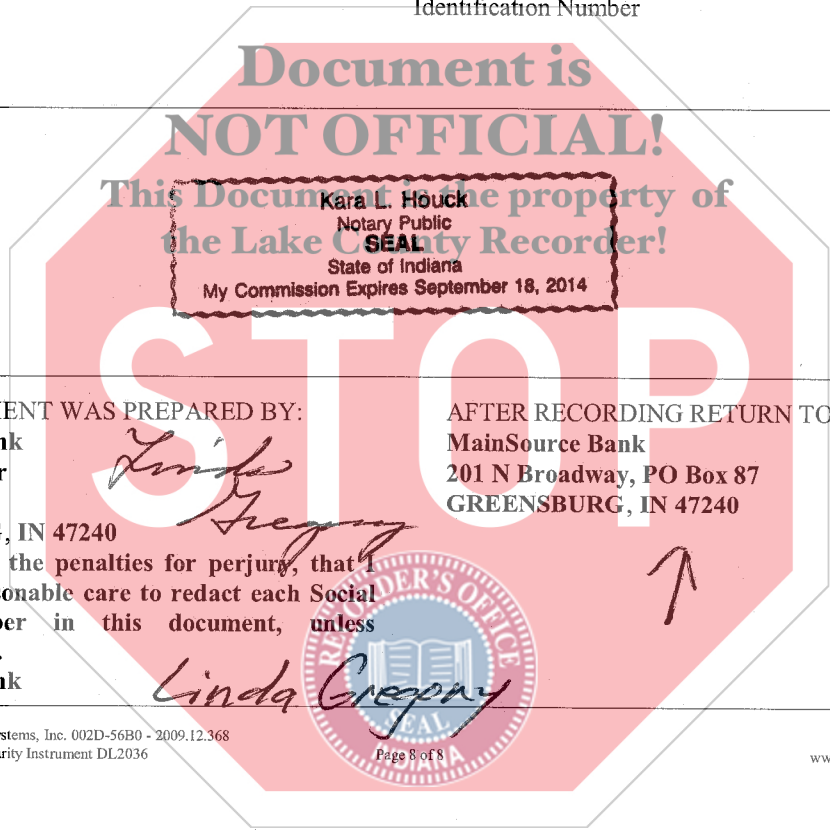 Identification Number
Document is
NOT OFFICIAL!
This Document is the property of
the Lake County Recorder!
Kara L. Houck
Notary Public
SEAL
State of Indiana
My Commission Expires September 18, 2014
STOP
ENT WAS PREPARED BY:
nk
r
, IN 47240
Linda
Gregory
the penalties for perjury, that I
onable care to redact each Social
er in this document, unless
.
nk
Linda Gregory
AFTER RECORDING RETURN TO
MainSource Bank
201 N Broadway, PO Box 87
GREENSBURG, IN 47240
RECORDER'S OFFICE
SEAL
INDIANA
stems, Inc. 002D-56B0 - 2009.12.368
rity Instrument DL2036
Page 8 of 8
ww